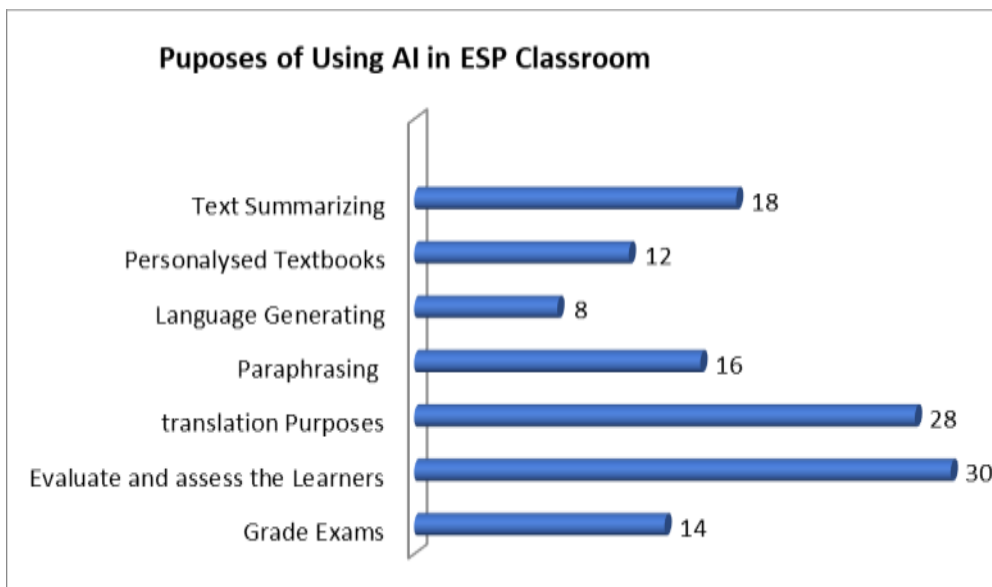 Puposes of Using AI in ESP Classroom
Text Summarizing 18
Personalysed Textbooks 12
Language Generating 8
Paraphrasing 16
translation Purposes 28
Evaluate and assess the Learners 30
Grade Exams 14